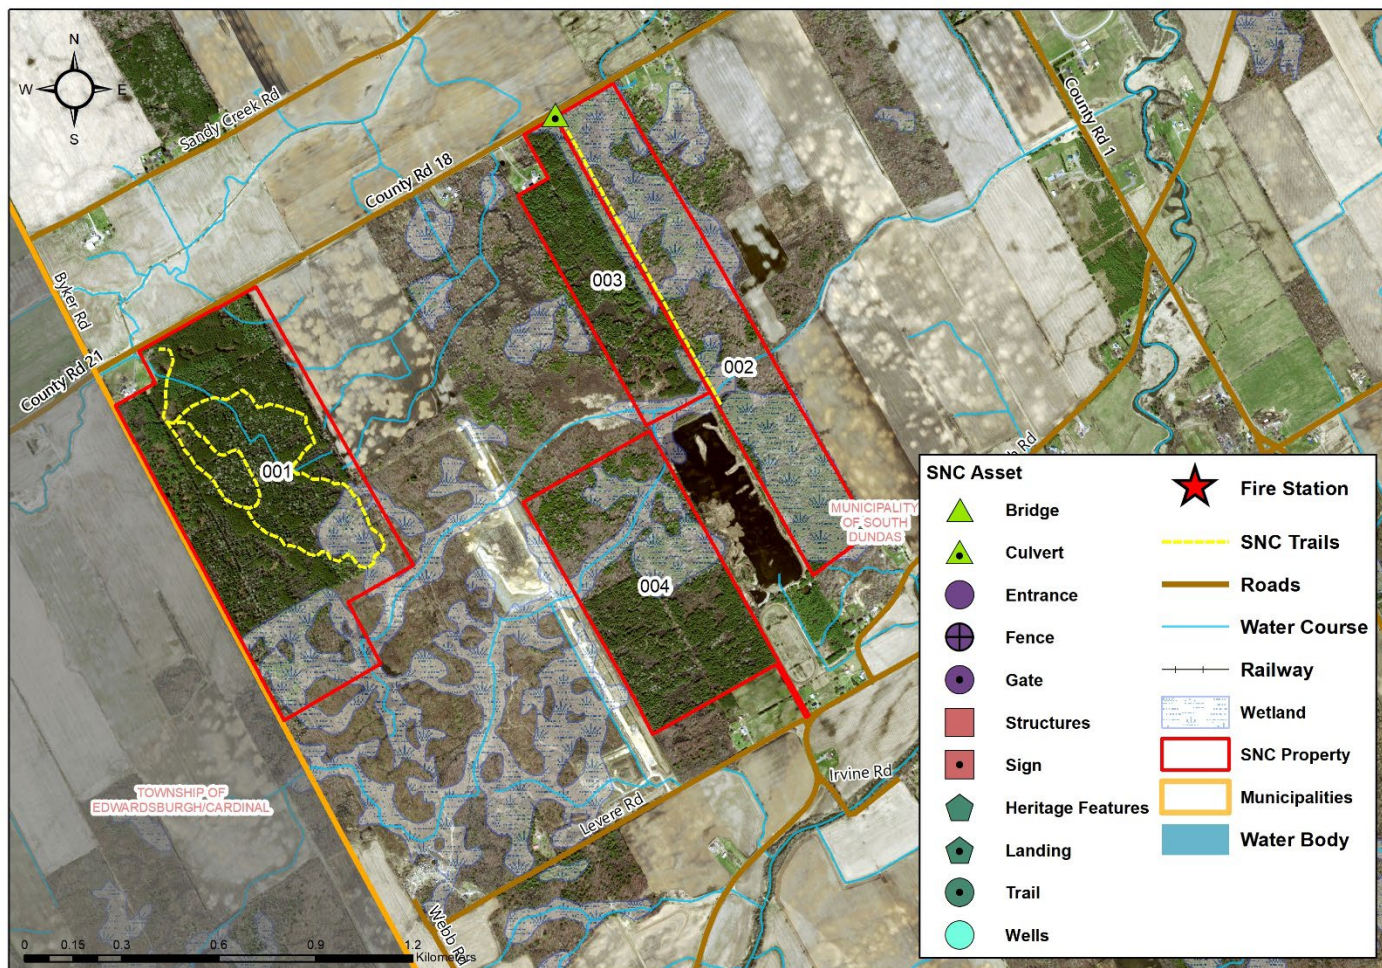 N
W E
S
Sandy Creek Rd
County Rd 18
County Rd 1
Byker Rd
County Rd 21
003
002
001
004
MUNICIPALITY
OF SOUTH
DUNDAS
TOWNSHIP OF
EDWARDSBURGH/CARDINAL
Irvine Rd
Levere Rd
Webb Rd
0 0.15 0.3 0.6 0.9 1.2
Kilometers
SNC Asset
Bridge
Culvert
Entrance
Fence
Gate
Structures
Sign
Heritage Features
Landing
Trail
Wells
Fire Station
SNC Trails
Roads
Water Course
Railway
Wetland
SNC Property
Municipalities
Water Body